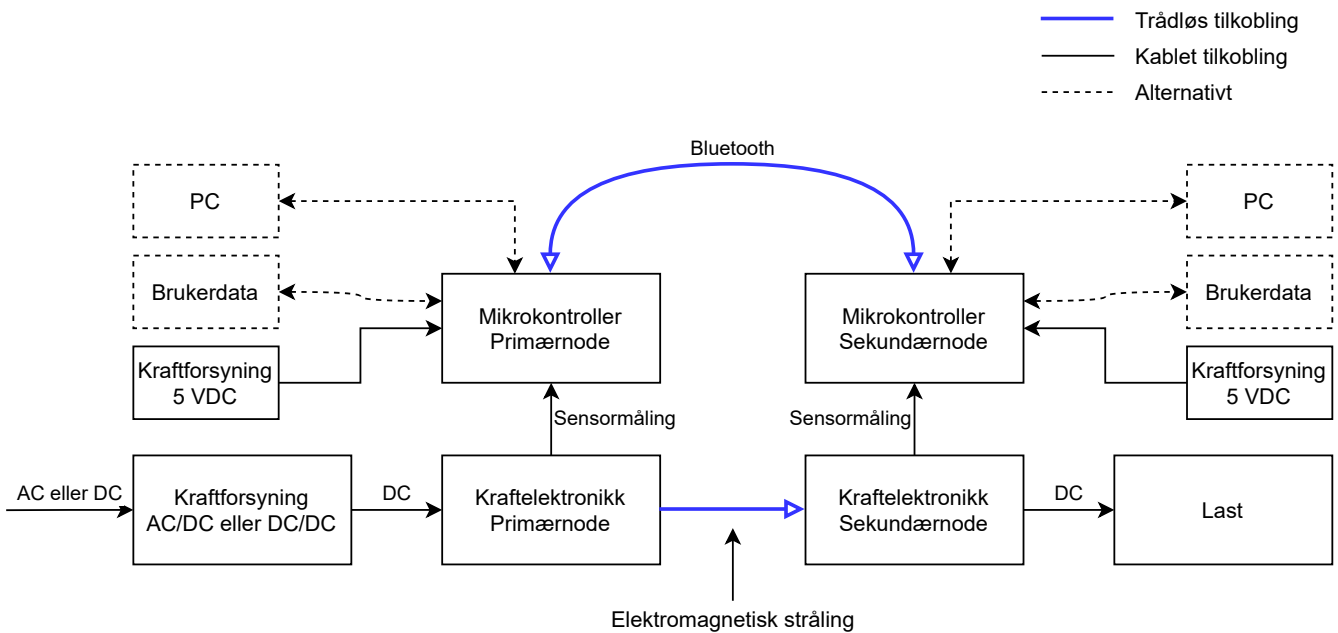 Trådløs tilkobling
Kablet tilkobling
Alternativt
Bluetooth
PC
PC
Brukerdata
Brukerdata
Mikrokontroller
Primærnode
Mikrokontroller
Sekundærnode
Kraftforsyning
5 VDC
Kraftforsyning
5 VDC
Sensormåling
Sensormåling
AC eller DC
Kraftforsyning
AC/DC eller DC/DC
DC
Kraftelektronikk
Primærnode
Kraftelektronikk
Sekundærnode
DC
Last
Elektromagnetisk stråling